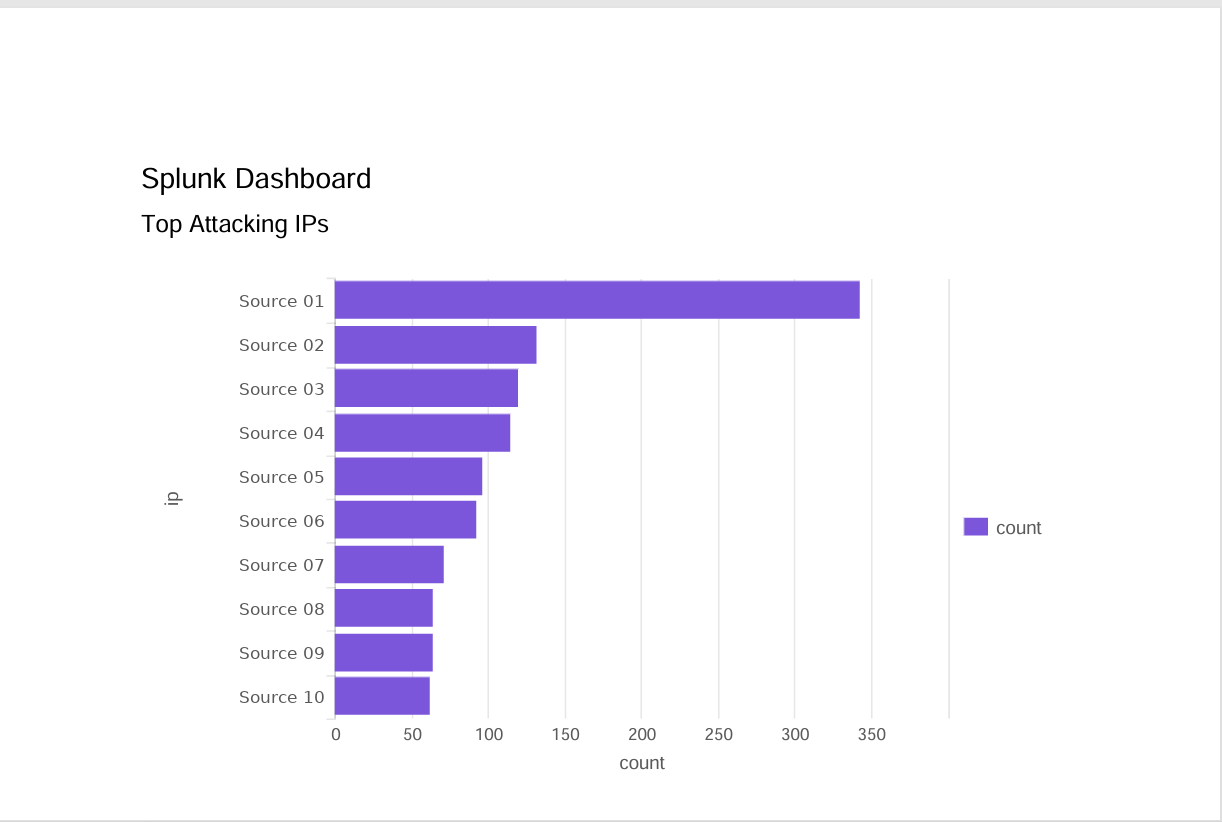 Splunk Dashboard
Top Attacking IPs
Source 01
Source 02
Source 03
Source 04
Source 05
Source 06
Source 07
Source 08
Source 09
Source 10
ip
0 50 100 150 200 250 300 350
count
count